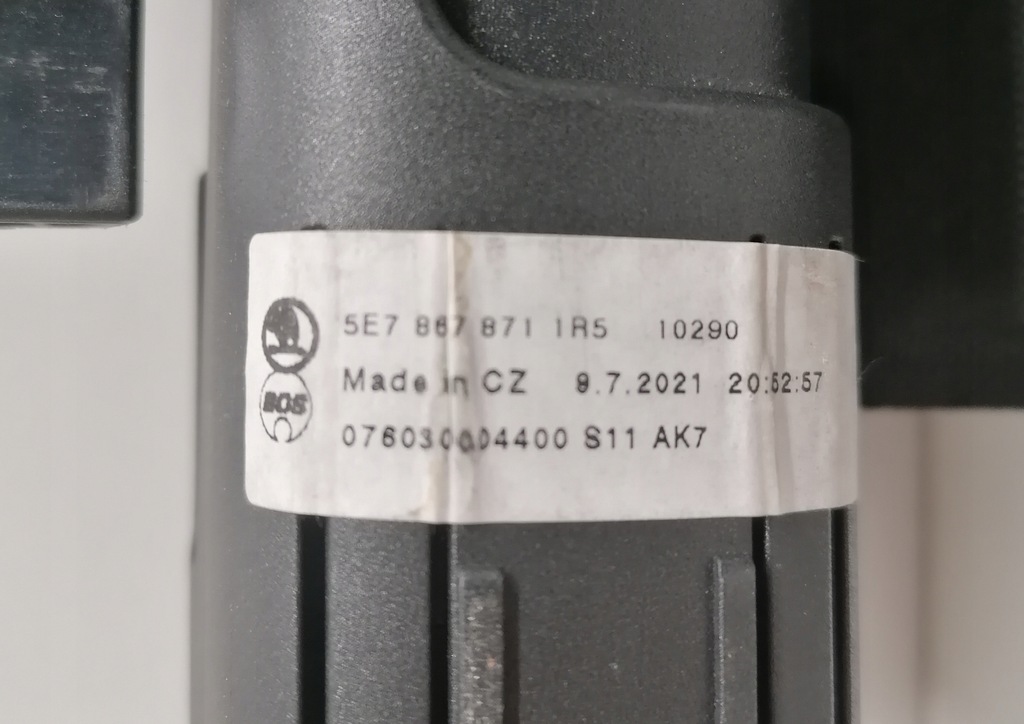 5E7 867 871 1R5 10290
Made in CZ 9.7.2021 20:52:57
BOS
076030004400 S11 AK7